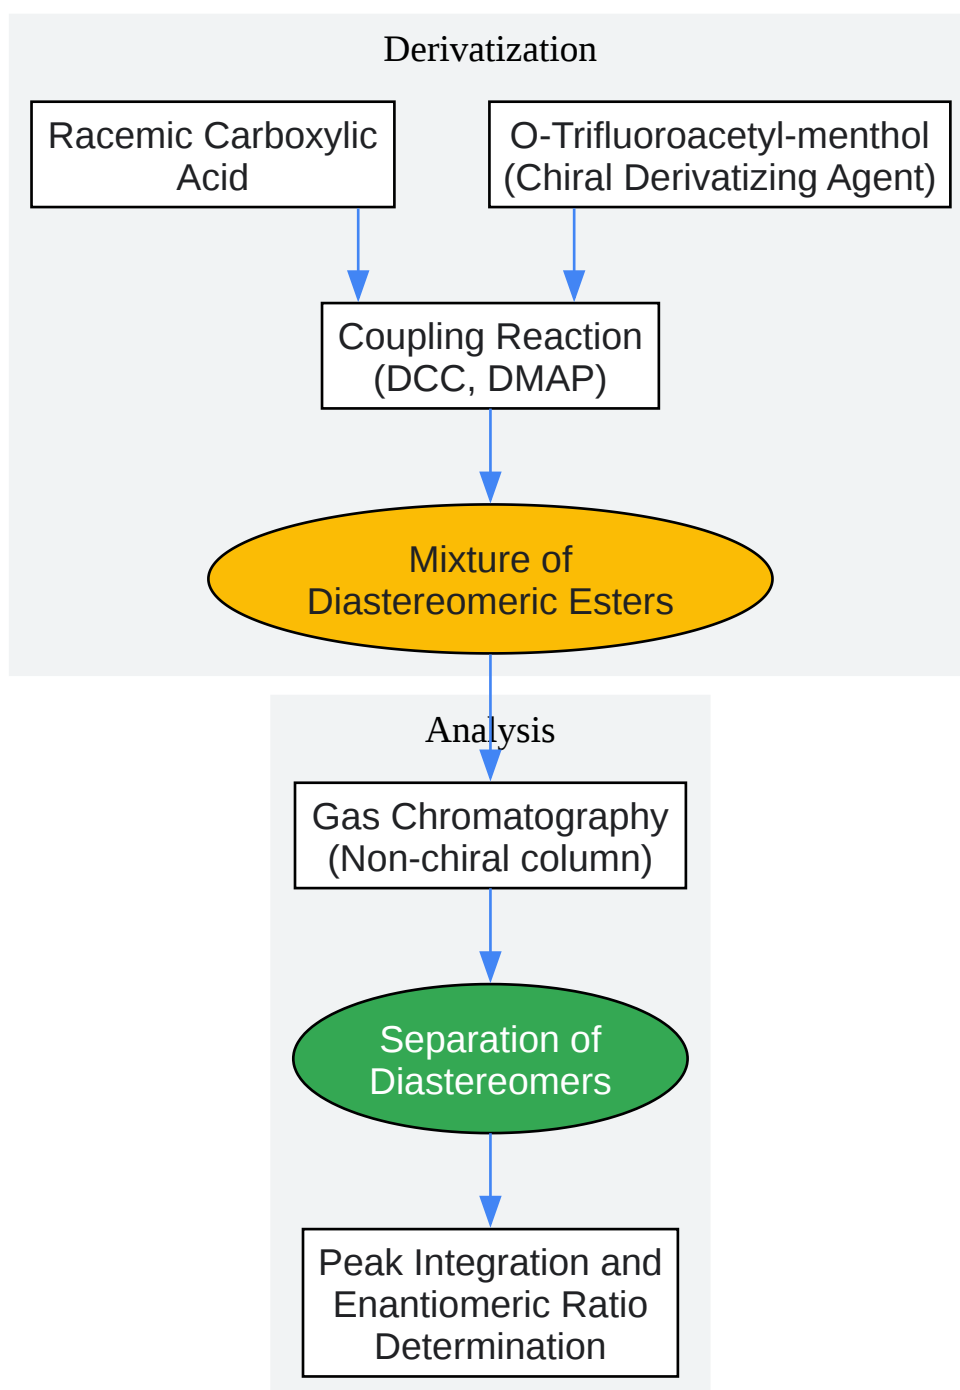 Derivatization
Racemic Carboxylic
Acid
O-Trifluoroacetyl-menthol
(Chiral Derivatizing Agent)
Coupling Reaction
(DCC, DMAP)
Mixture of
Diastereomeric Esters
Analysis
Gas Chromatography
(Non-chiral column)
Separation of
Diastereomers
Peak Integration and
Enantiomeric Ratio
Determination